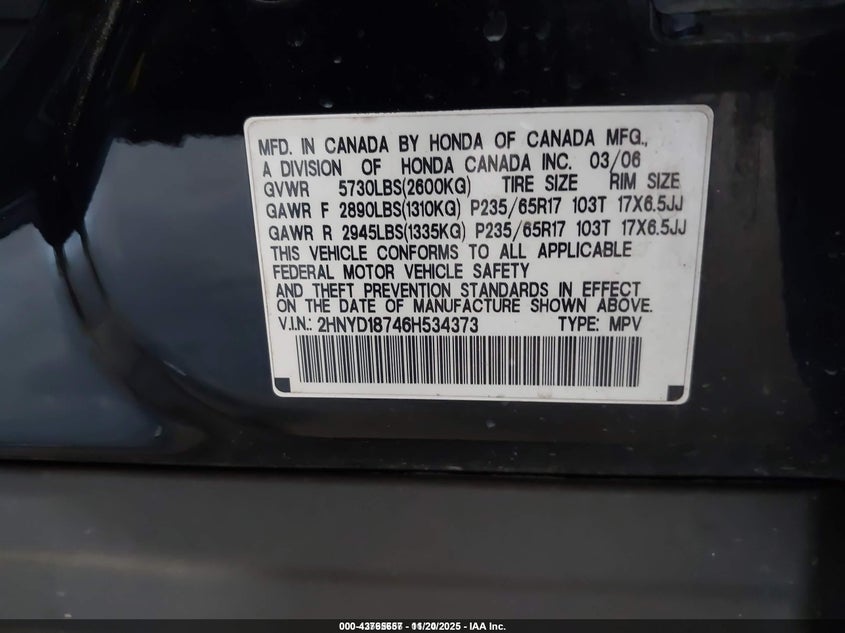 MFD. IN CANADA BY HONDA OF CANADA MFG.,
A DIVISION OF HONDA CANADA INC. 03/06
GVWR 5730LBS(2600KG) TIRE SIZE RIM SIZE
GAWR F 2890LBS(1310KG) P235/65R17 103T 17X6.5JJ
GAWR R 2945LBS(1335KG) P235/65R17 103T 17X6.5JJ
THIS VEHICLE CONFORMS TO ALL APPLICABLE
FEDERAL MOTOR VEHICLE SAFETY
AND THEFT PREVENTION STANDARDS IN EFFECT
ON THE DATE OF MANUFACTURE SHOWN ABOVE.
V.I.N.: 2HNYD18746H534373 TYPE: MPV
- IAA Inc.